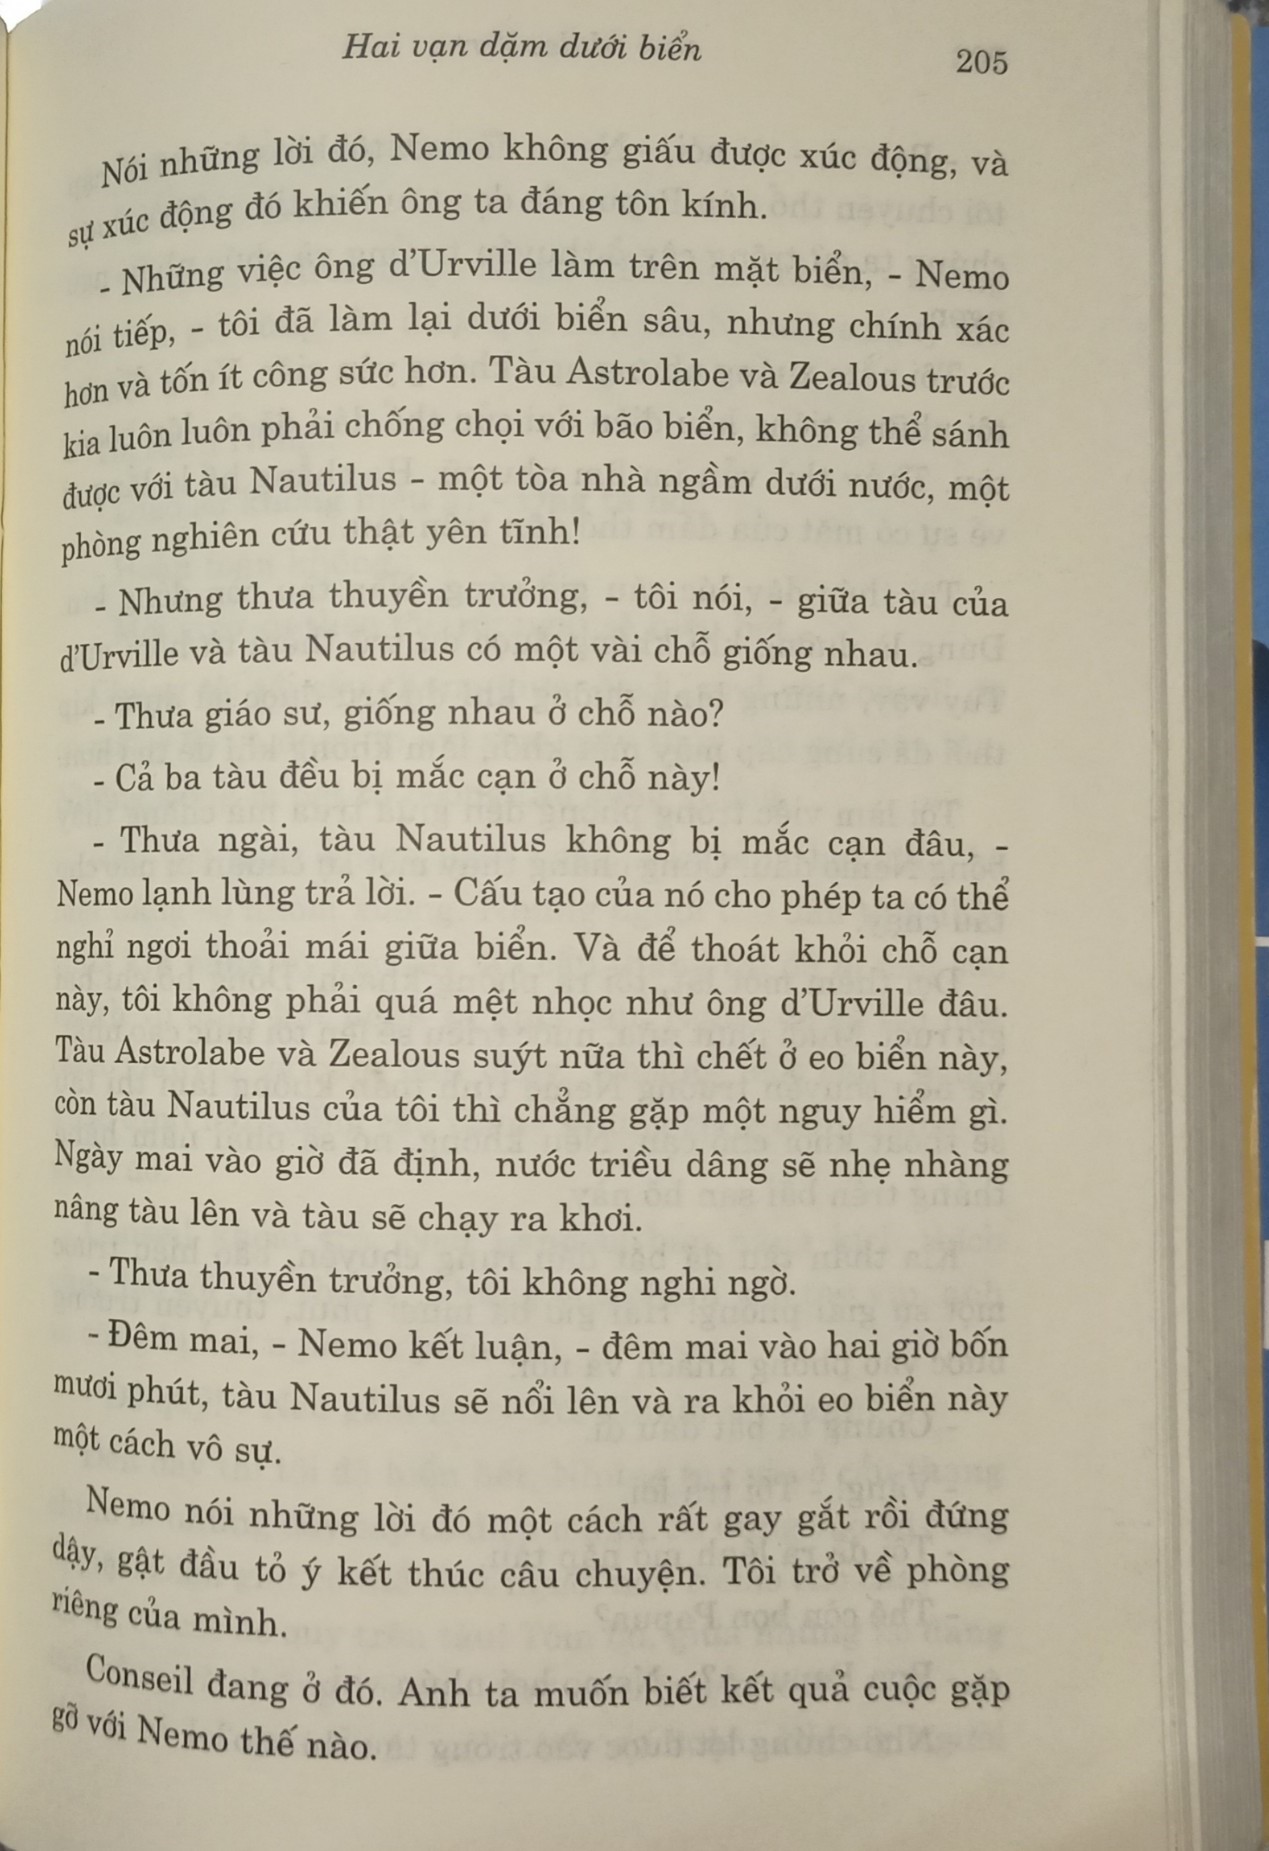 Hai vạn dặm dưới biển
205
Nói những lời đó, Nemo không giấu được xúc động, và
sự xúc động đó khiến ông ta đáng tôn kính.
- Những việc ông d'Urville làm trên mặt biển, - Nemo
nói tiếp, - tôi đã làm lại dưới biển sâu, nhưng chính xác
hơn và tốn ít công sức hơn. Tàu Astrolabe và Zealous trước
kia luôn luôn phải chống chọi với bão biển, không thể sánh
được với tàu Nautilus - một tòa nhà ngầm dưới nước, một
phòng nghiên cứu thật yên tĩnh!
- Nhưng thưa thuyền trưởng, - tôi nói, - giữa tàu của
d'Urville và tàu Nautilus có một vài chỗ giống nhau.
- Thưa giáo sư, giống nhau ở chỗ nào?
- Cả ba tàu đều bị mắc cạn ở chỗ này!
- Thưa ngài, tàu Nautilus không bị mắc cạn đâu, -
Nemo lạnh lùng trả lời. - Cấu tạo của nó cho phép ta có thể
nghỉ ngơi thoải mái giữa biển. Và để thoát khỏi chỗ cạn
này, tôi không phải quá mệt nhọc như ông d'Urville đâu.
Tàu Astrolabe và Zealous suýt nữa thì chết ở eo biển này,
còn tàu Nautilus của tôi thì chẳng gặp một nguy hiểm gì.
Ngày mai vào giờ đã định, nước triều dâng sẽ nhẹ nhàng
nâng tàu lên và tàu sẽ chạy ra khơi.
- Thưa thuyền trưởng, tôi không nghi ngờ.
- Đêm mai, - Nemo kết luận, - đêm mai vào hai giờ bốn
mươi phút, tàu Nautilus sẽ nổi lên và ra khỏi eo biển này
một cách vô sự.
Nemo nói những lời đó một cách rất gay gắt rồi đứng
dậy, gật đầu tỏ ý kết thúc câu chuyện. Tôi trở về phòng
riêng của mình.
Conseil đang ở đó. Anh ta muốn biết kết quả cuộc gặp
gỡ với Nemo thế nào.